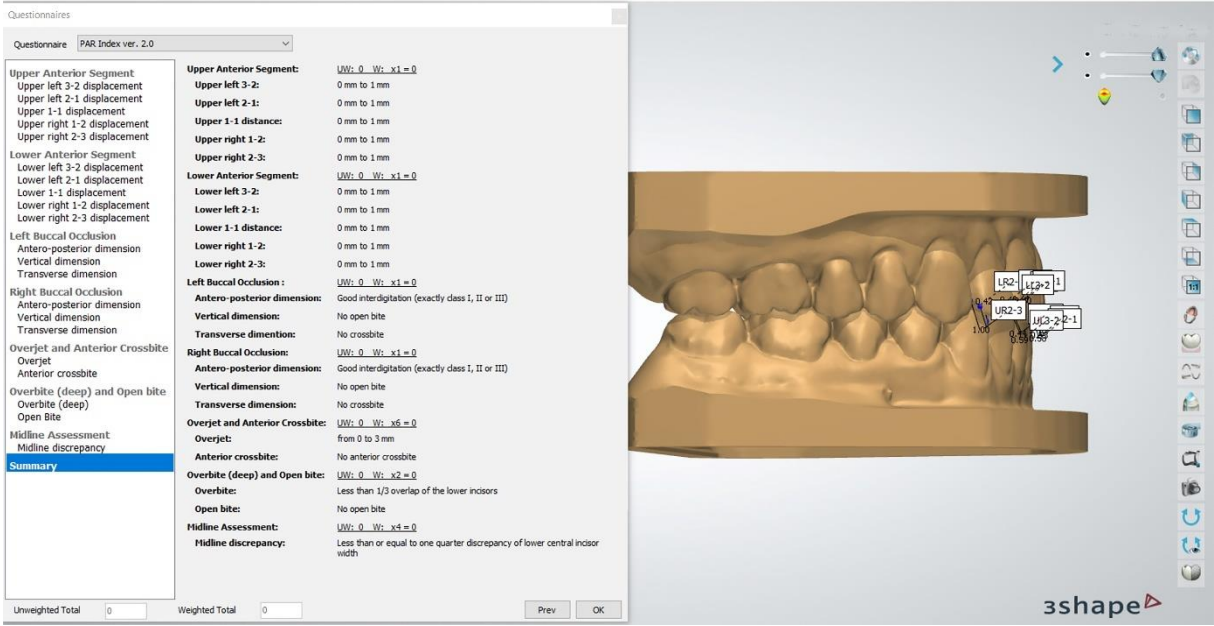 Questionnaires
Questionnaire PAR Index ver. 2.0
Upper Anterior Segment
Upper left 3-2 displacement
Upper left 2-1 displacement
Upper 1-1 displacement
Upper right 1-2 displacement
Upper right 2-3 displacement
Lower Anterior Segment
Lower left 3-2 displacement
Lower left 2-1 displacement
Lower 1-1 displacement
Lower right 1-2 displacement
Lower right 2-3 displacement
Left Buccal Occlusion
Antero-posterior dimension
Vertical dimension
Transverse dimension
Right Buccal Occlusion
Antero-posterior dimension
Vertical dimension
Transverse dimension
Overjet and Anterior Crossbite
Overjet
Anterior crossbite
Overbite (deep) and Open bite
Overbite (deep)
Open Bite
Midline Assessment
Midline discrepancy
Summary
Upper Anterior Segment: UW: 0 W: x1 = 0
Upper left 3-2: 0 mm to 1 mm
Upper left 2-1: 0 mm to 1 mm
Upper 1-1 distance: 0 mm to 1 mm
Upper right 1-2: 0 mm to 1 mm
Upper right 2-3: 0 mm to 1 mm
Lower Anterior Segment: UW: 0 W: x1 = 0
Lower left 3-2: 0 mm to 1 mm
Lower left 2-1: 0 mm to 1 mm
Lower 1-1 distance: 0 mm to 1 mm
Lower right 1-2: 0 mm to 1 mm
Lower right 2-3: 0 mm to 1 mm
Left Buccal Occlusion : UW: 0 W: x1 = 0
Antero-posterior dimension: Good interdigitation (exactly class I, II or III)
Vertical dimension: No open bite
Transverse dimention: No crossbite
Right Buccal Occlusion: UW: 0 W: x1 = 0
Antero-posterior dimension: Good interdigitation (exactly class I, II or III)
Vertical dimension: No open bite
Transverse dimension: No crossbite
Overjet and Anterior Crossbite: UW: 0 W: x6 = 0
Overjet: from 0 to 3 mm
Anterior crossbite: No anterior crossbite
Overbite (deep) and Open bite: UW: 0 W: x2 = 0
Overbite: Less than 1/3 overlap of the lower incisors
Open bite: No open bite
Midline Assessment: UW: 0 W: x4 = 0
Midline discrepancy: Less than or equal to one quarter discrepancy of lower central incisor
width
Unweighted Total 0 Weighted Total 0 Prev OK
1:1
LR2-
UR2-3
1.00
3shape